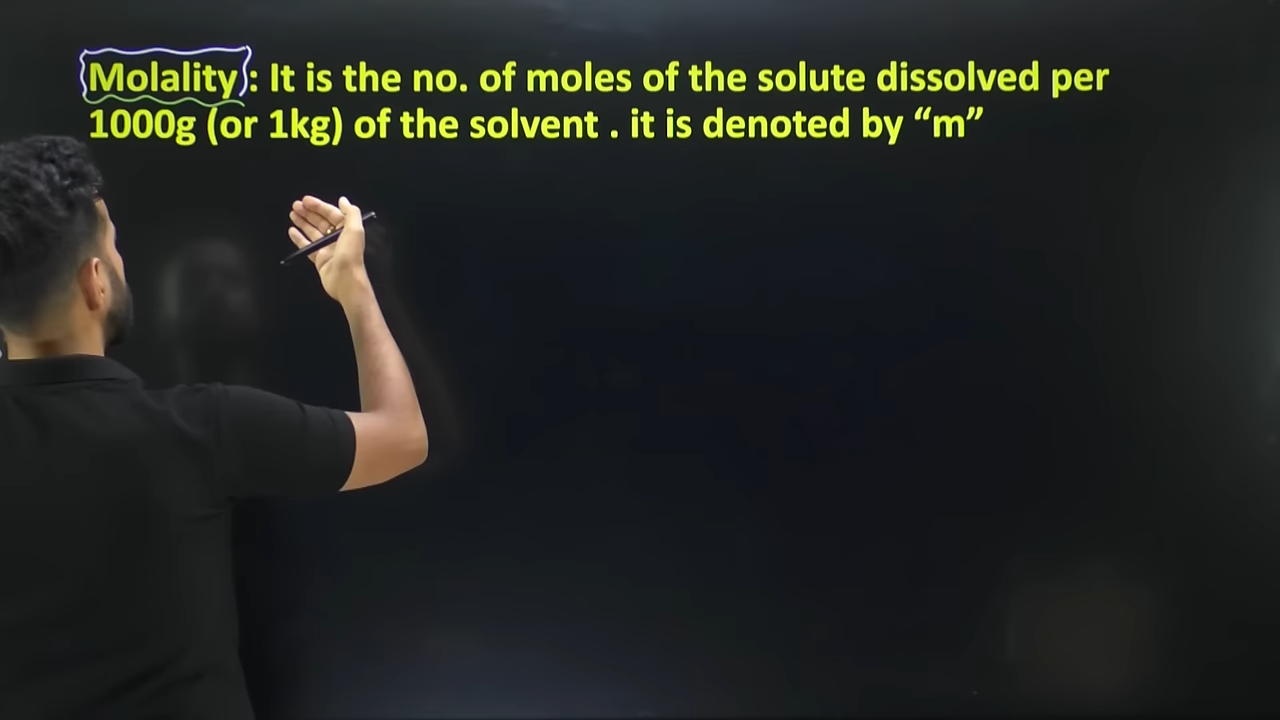 Molality : It is the no. of moles of the solute dissolved per
1000g (or 1kg) of the solvent . it is denoted by “m”